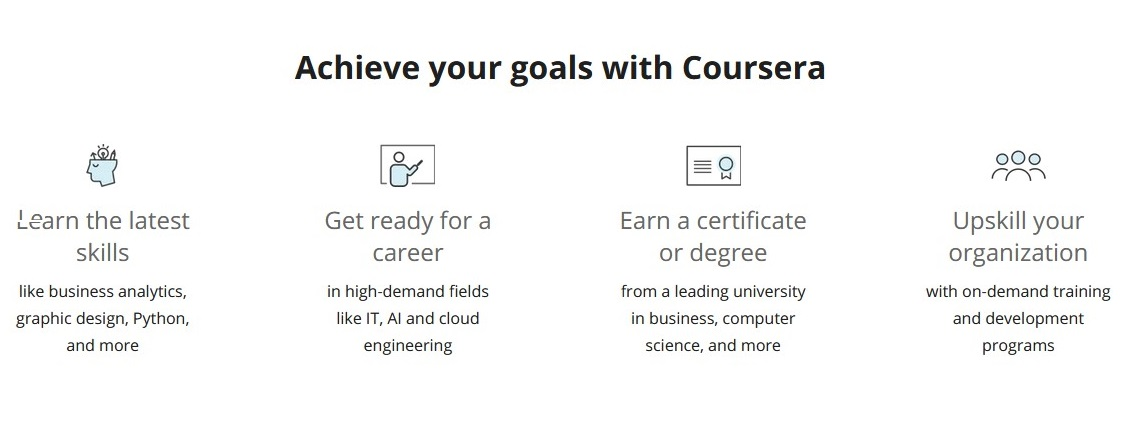 Achieve your goals with Coursera
Learn the latest
skills
like business analytics,
graphic design, Python,
and more
Get ready for a
career
in high-demand fields
like IT, AI and cloud
engineering
Earn a certificate
or degree
from a leading university
in business, computer
science, and more
Upskill your
organization
with on-demand training
and development
programs